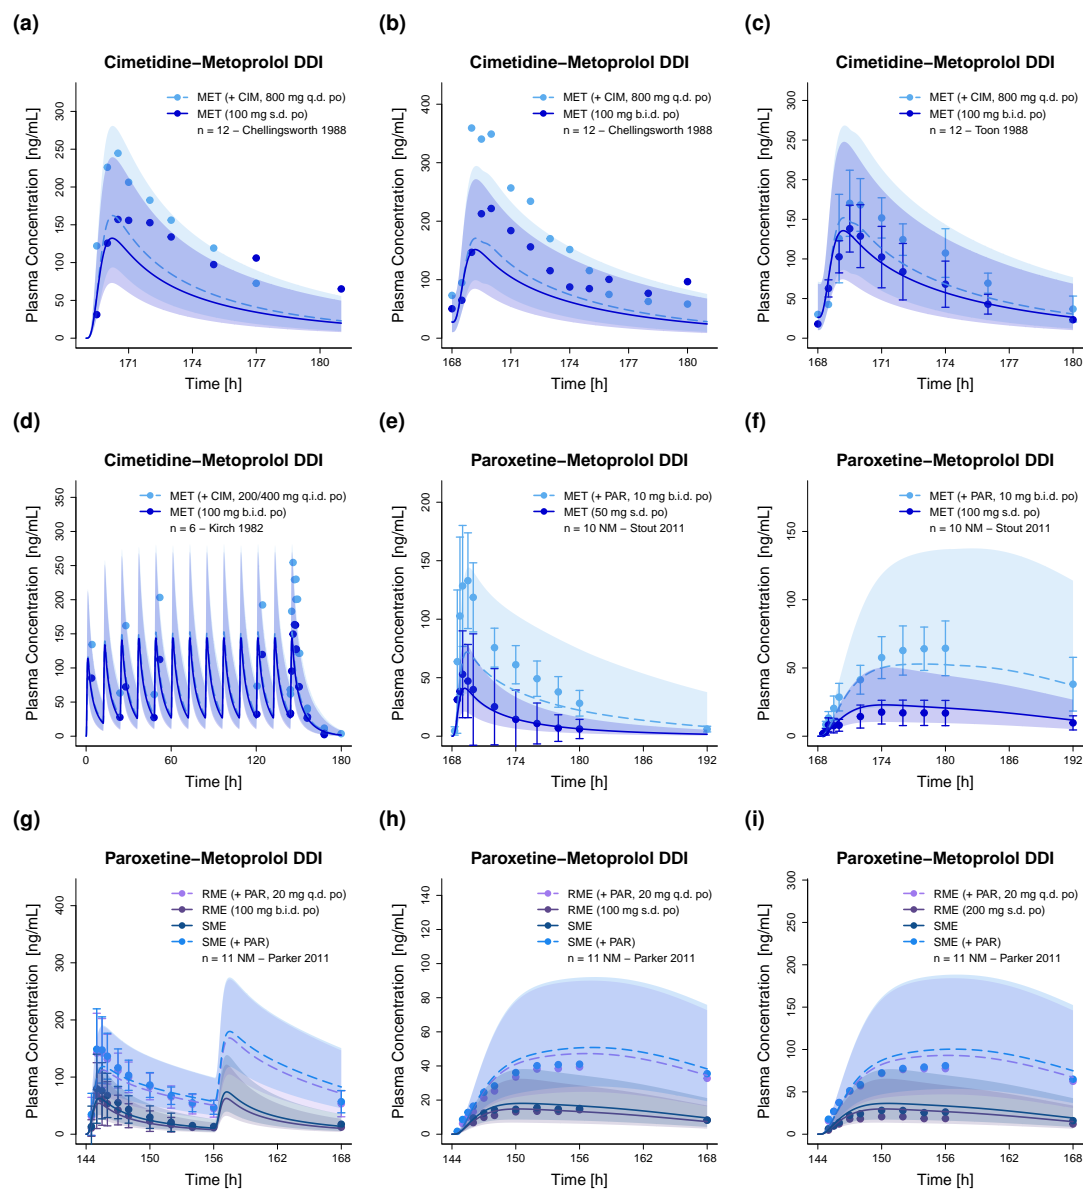 (a)
Cimetidine−Metoprolol DDI
MET (+ CIM, 800 mg q.d. po)
MET (100 mg s.d. po)
n = 12 − Chellingsworth 1988
Plasma Concentration [ng/mL]
0 50 100 150 200 250 300
171 174 177 180
Time [h]
(b)
Cimetidine−Metoprolol DDI
MET (+ CIM, 800 mg q.d. po)
MET (100 mg b.i.d. po)
n = 12 − Chellingsworth 1988
Plasma Concentration [ng/mL]
0 100 200 300 400
168 171 174 177 180
Time [h]
(c)
Cimetidine−Metoprolol DDI
MET (+ CIM, 800 mg q.d. po)
MET (100 mg b.i.d. po)
n = 12 − Toon 1988
Plasma Concentration [ng/mL]
0 50 100 150 200 250 300
168 171 174 177 180
Time [h]
(d)
Cimetidine−Metoprolol DDI
MET (+ CIM, 200/400 mg q.i.d. po)
MET (100 mg b.i.d. po)
n = 6 − Kirch 1982
Plasma Concentration [ng/mL]
0 50 100 150 200 250 300 350
0 60 120 180
Time [h]
(e)
Paroxetine−Metoprolol DDI
MET (+ PAR, 10 mg b.i.d. po)
MET (50 mg s.d. po)
n = 10 NM − Stout 2011
Plasma Concentration [ng/mL]
0 50 100 150 200
168 174 180 186 192
Time [h]
(f)
Paroxetine−Metoprolol DDI
MET (+ PAR, 10 mg b.i.d. po)
MET (100 mg s.d. po)
n = 10 NM − Stout 2011
Plasma Concentration [ng/mL]
0 50 100 150
168 174 180 186 192
Time [h]
(g)
Paroxetine−Metoprolol DDI
RME (+ PAR, 20 mg q.d. po)
RME (100 mg b.i.d. po)
SME
SME (+ PAR)
n = 11 NM − Parker 2011
Plasma Concentration [ng/mL]
0 100 200 300 400
144 150 156 162 168
Time [h]
(h)
Paroxetine−Metoprolol DDI
RME (+ PAR, 20 mg q.d. po)
RME (100 mg s.d. po)
SME
SME (+ PAR)
n = 11 NM − Parker 2011
Plasma Concentration [ng/mL]
0 20 40 60 80 100 120 140
144 150 156 162 168
Time [h]
(i)
Paroxetine−Metoprolol DDI
RME (+ PAR, 20 mg q.d. po)
RME (200 mg s.d. po)
SME
SME (+ PAR)
n = 11 NM − Parker 2011
Plasma Concentration [ng/mL]
0 50 100 150 200 250 300
144 150 156 162 168
Time [h]